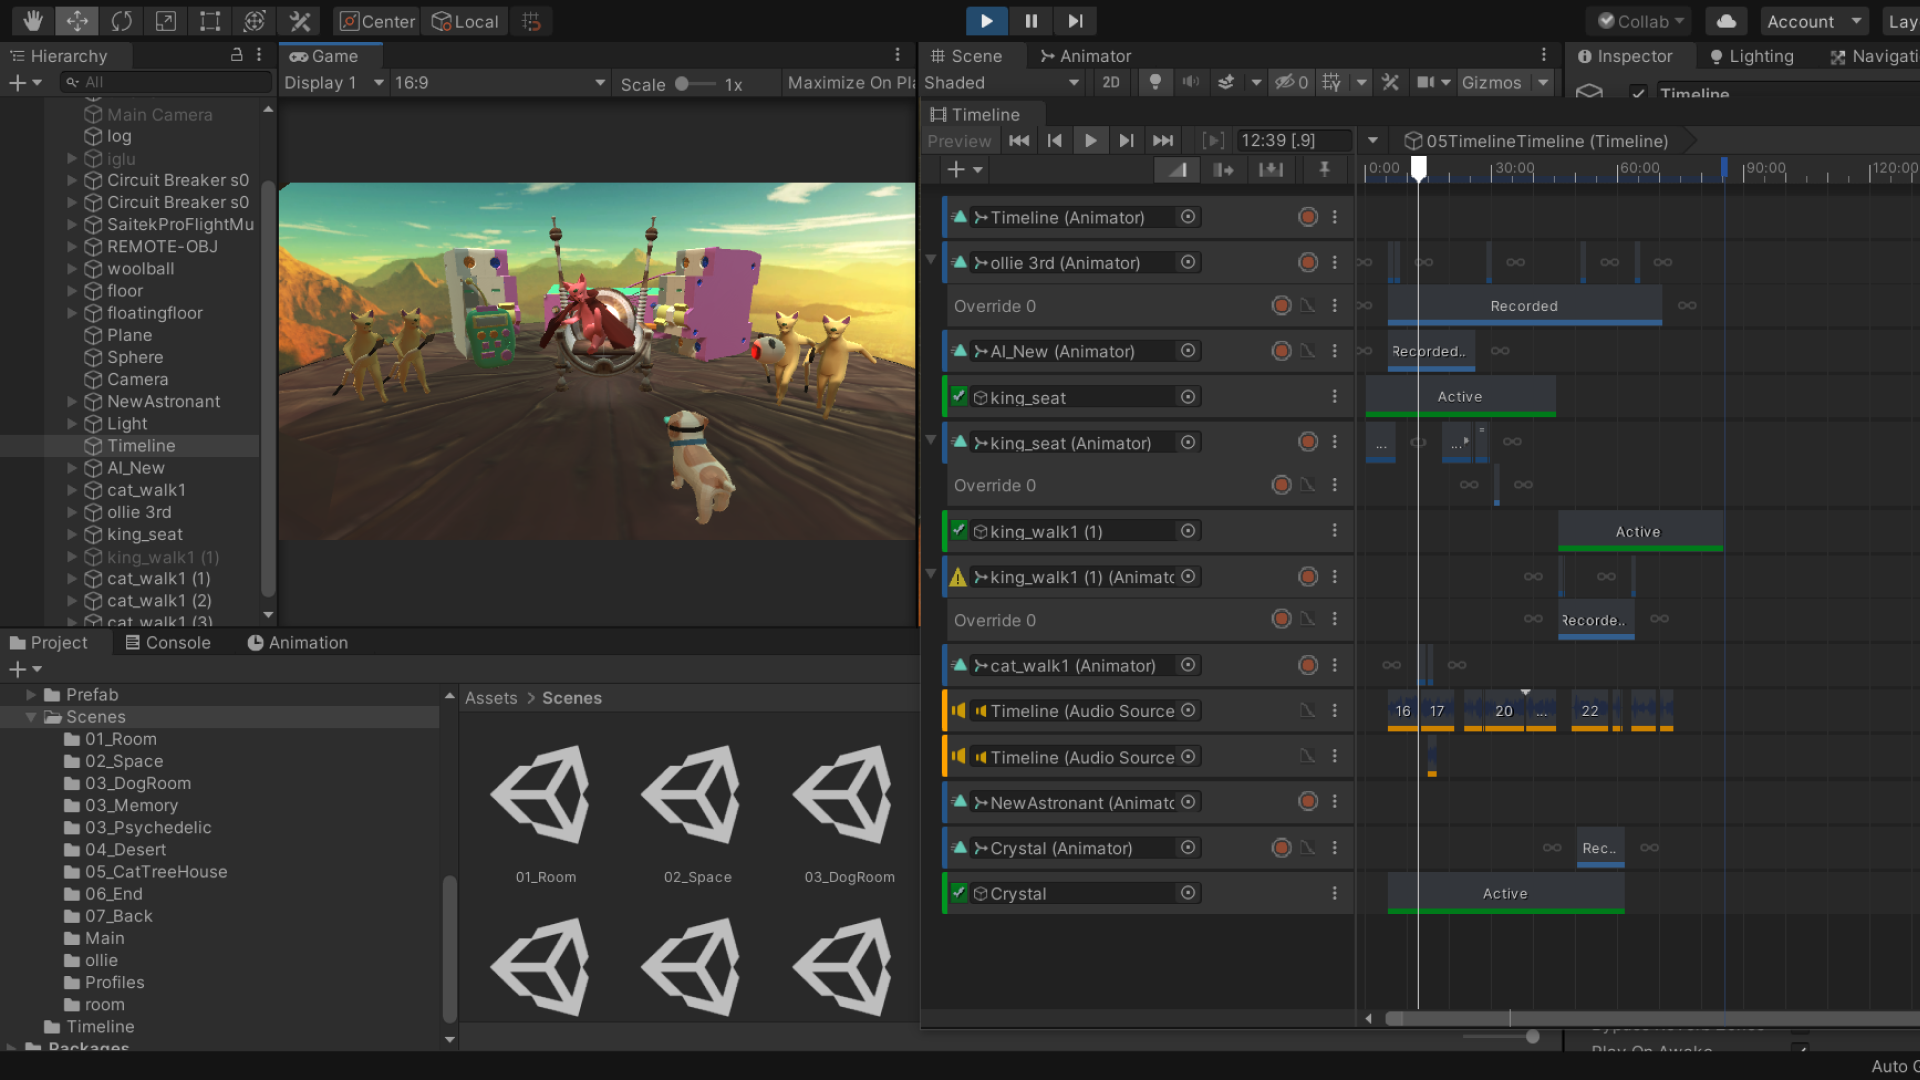 Center
Local
Collab
Account
Lay
Hierarchy
All
Main Camera
log
iglu
Circuit Breaker s0
Circuit Breaker s0
SaitekProFlightMu
REMOTE-OBJ
woolball
floor
floatingfloor
Plane
Sphere
Camera
NewAstronant
Light
Timeline
AI_New
cat_walk1
ollie 3rd
king_seat
king_walk1 (1)
cat_walk1 (1)
cat_walk1 (2)
cat_walk1 (3)
Game
Display 1
16:9
Scale
1x
Maximize On Pl
Scene
Animator
Shaded
2D
0
Gizmos
Inspector
Lighting
Navigati
Timeline
Timeline
Preview
12:39 [.9]
05TimelineTimeline (Timeline)
0:00
30:00
60:00
90:00
120:00
Timeline (Animator)
ollie 3rd (Animator)
Override 0
Recorded
AI_New (Animator)
Recorded..
king_seat
Active
king_seat (Animator)
...
...
Override 0
king_walk1 (1)
Active
king_walk1 (1) (Animato
Override 0
Recorde..
cat_walk1 (Animator)
Timeline (Audio Source
16
17
20
...
22
Timeline (Audio Source
NewAstronant (Animato
Crystal (Animator)
Rec..
Crystal
Active
Project
Console
Animation
Prefab
Scenes
01_Room
02_Space
03_DogRoom
03_Memory
03_Psychedelic
04_Desert
05_CatTreeHouse
06_End
07_Back
Main
ollie
Profiles
room
Timeline
Packages
Assets > Scenes
01_Room
02_Space
03_DogRoom
Play On Awake
Auto G